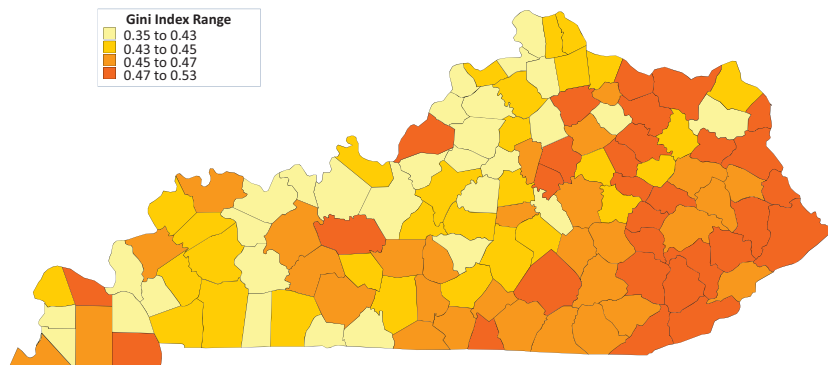 Gini Index Range
0.35 to 0.43
0.43 to 0.45
0.45 to 0.47
0.47 to 0.53